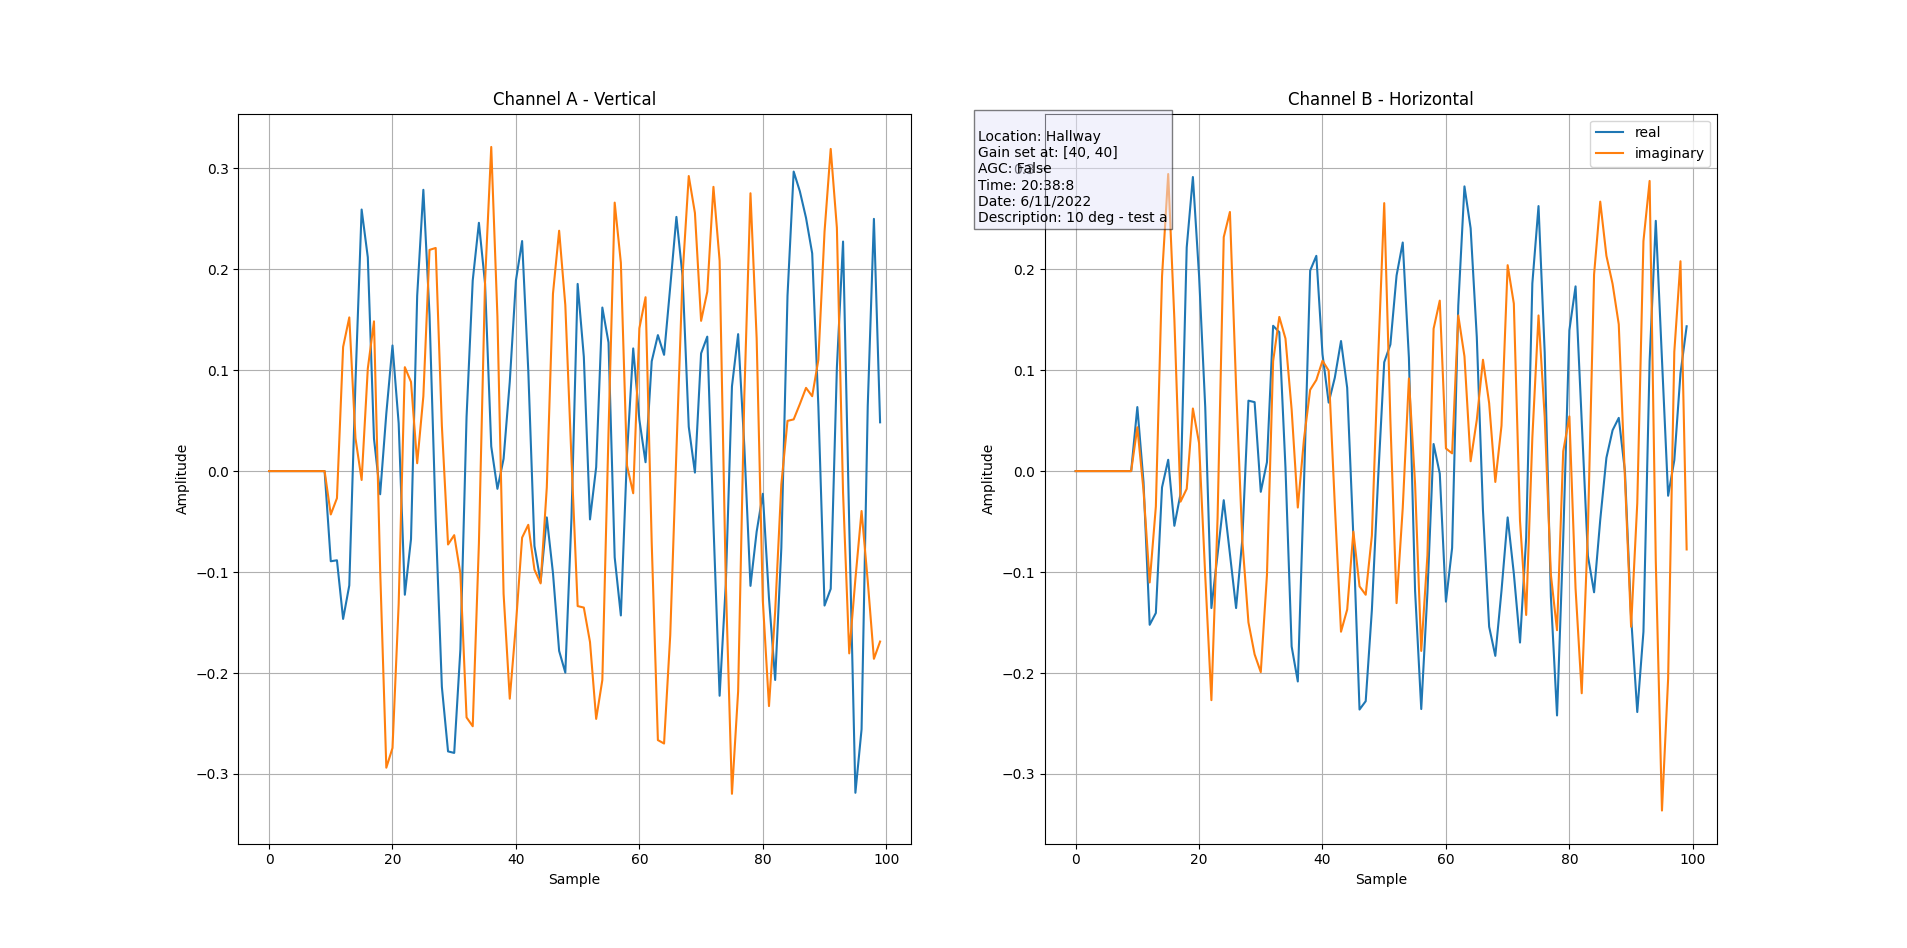 Channel A - Vertical
0.3
0.2
0.1
0.0
−0.1
−0.2
−0.3
Amplitude
0
20
40
60
80
100
Sample
Channel B - Horizontal
Location: Hallway
Gain set at: [40, 40]
AGC: False
Time: 20:38:8
Date: 6/11/2022
Description: 10 deg - test a
real
imaginary
0.3
0.2
0.1
0.0
−0.1
−0.2
−0.3
Amplitude
0
20
40
60
80
100
Sample